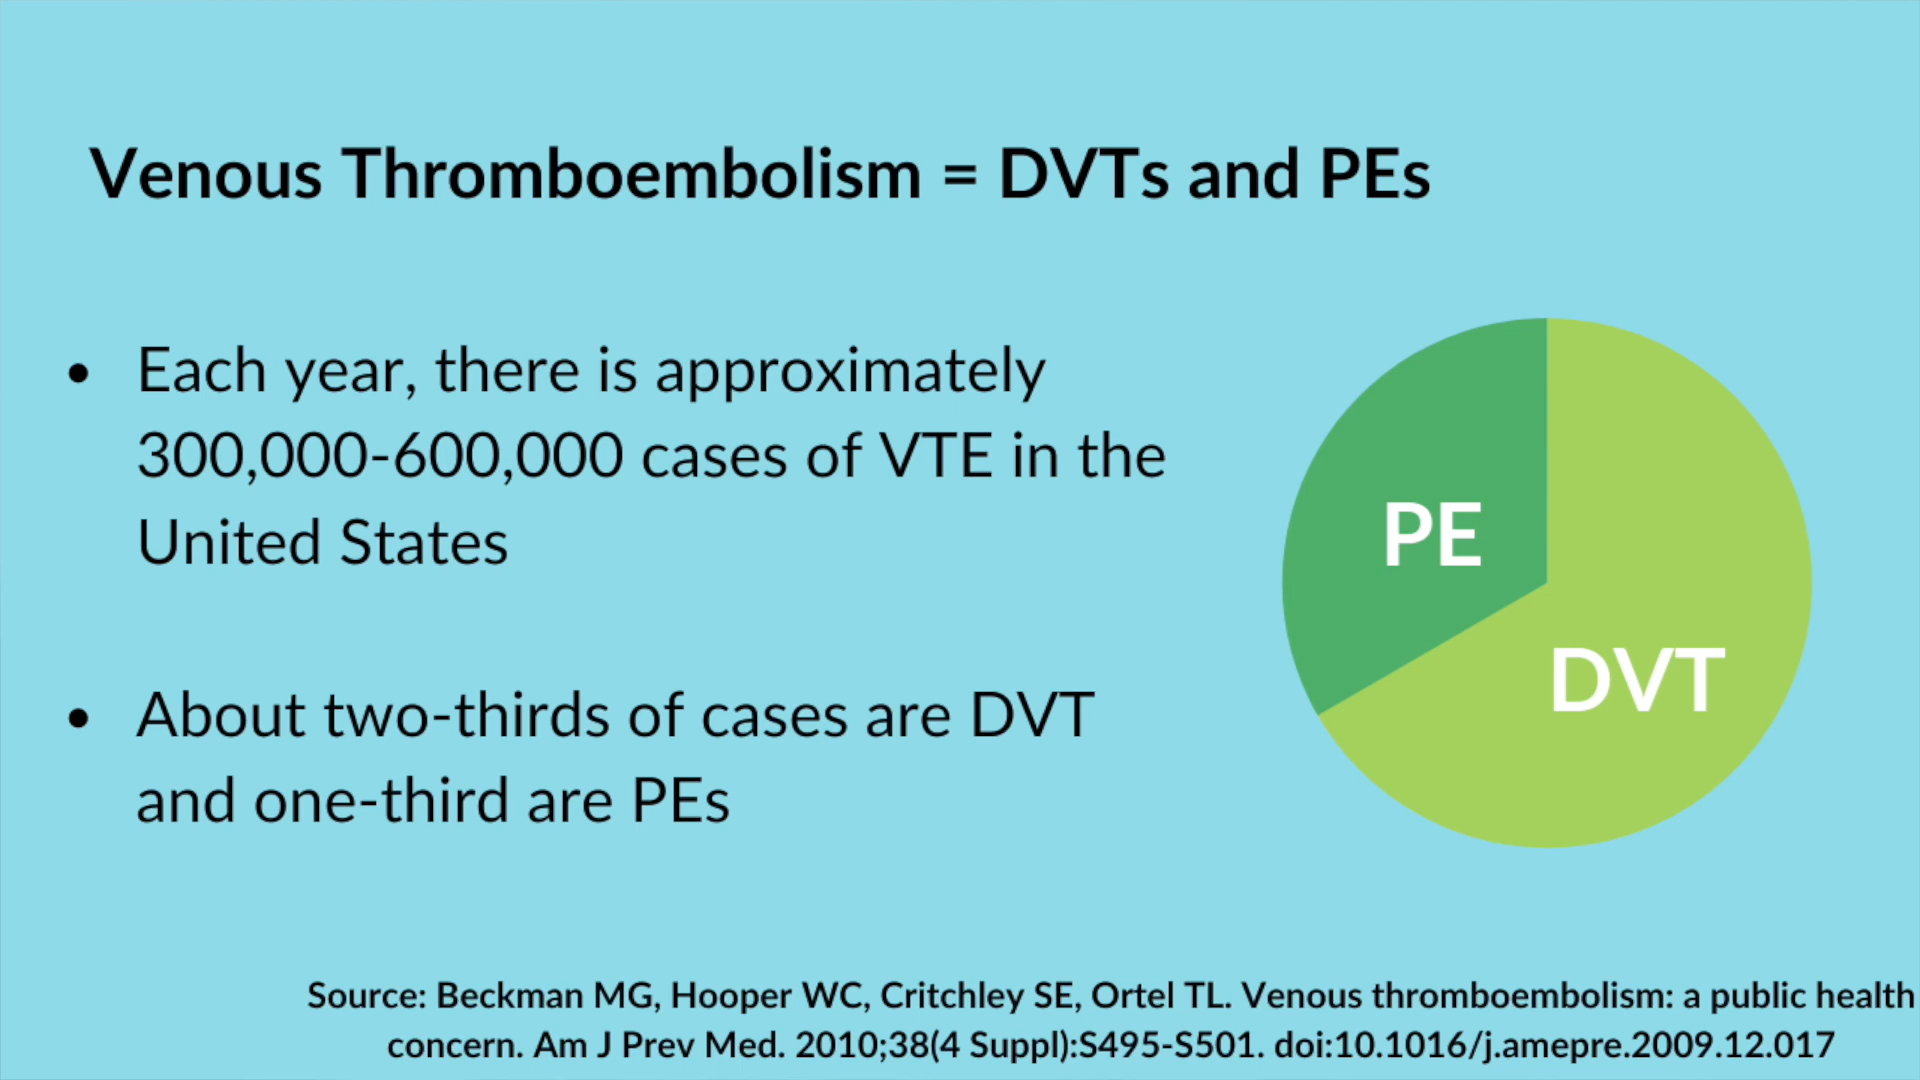 Venous Thromboembolism = DVTs and PEs
• Each year, there is approximately
300,000-600,000 cases of VTE in the
United States
• About two-thirds of cases are DVT
and one-third are PEs
PE
DVT
Source: Beckman MG, Hooper WC, Critchley SE, Ortel TL. Venous thromboembolism: a public health
concern. Am J Prev Med. 2010;38(4 Suppl):S495-S501. doi:10.1016/j.amepre.2009.12.017